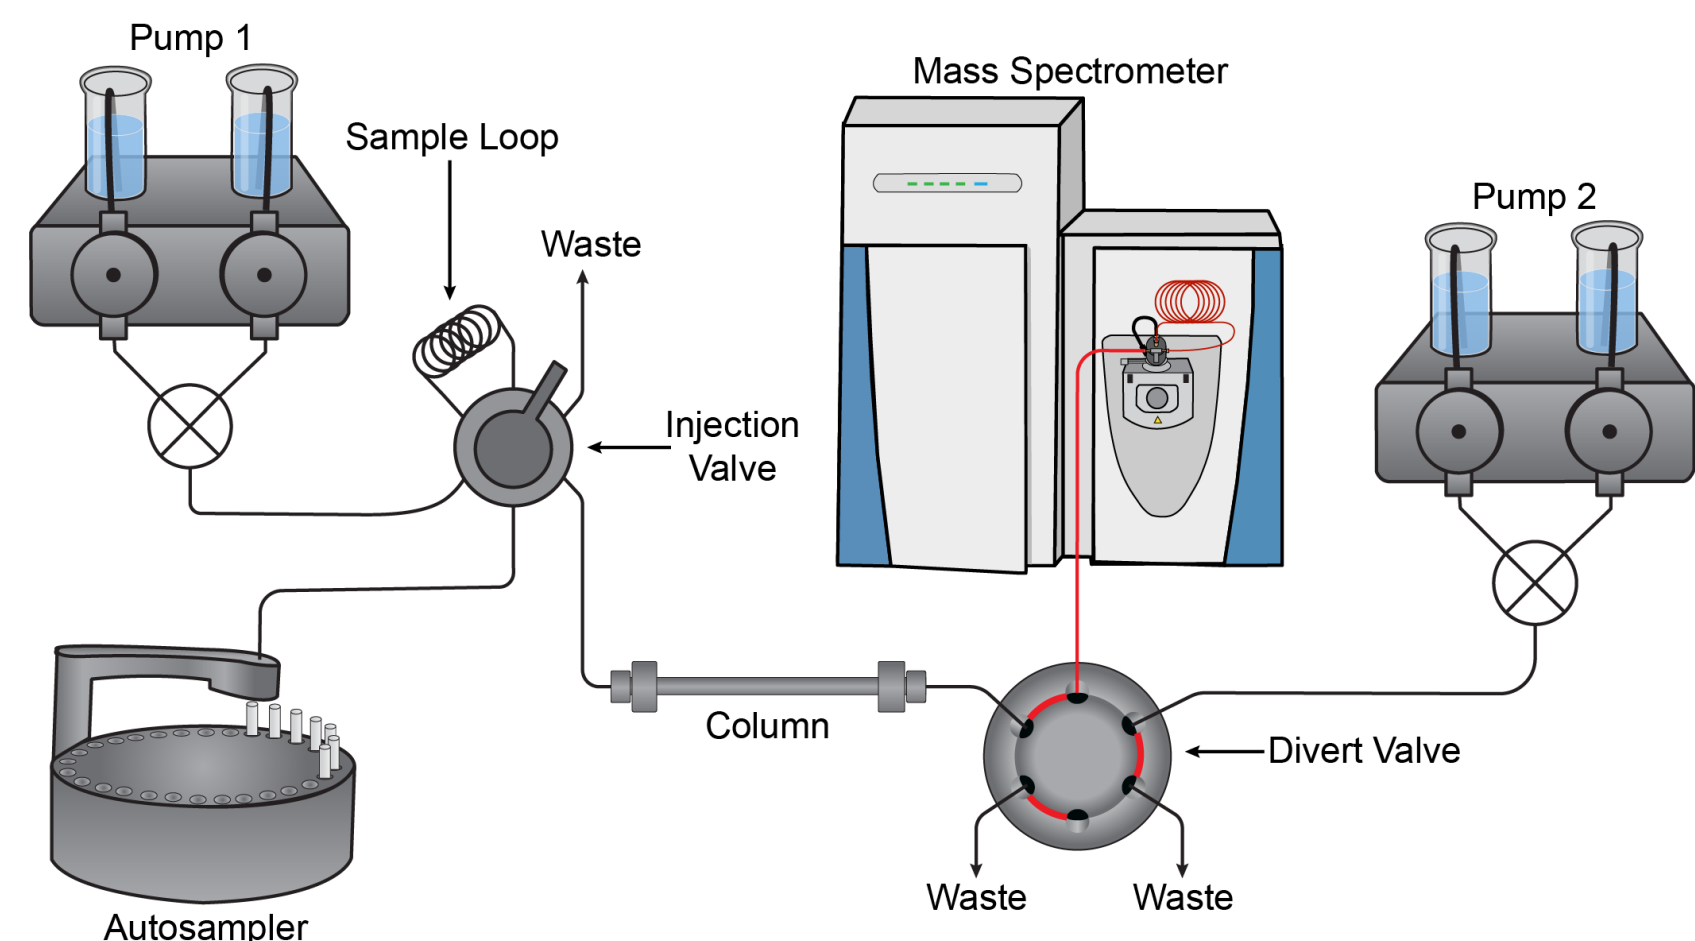 Pump 1
Mass Spectrometer
Sample Loop
Pump 2
Waste
Injection
Valve
Column
Divert Valve
Waste
Waste
Autosampler